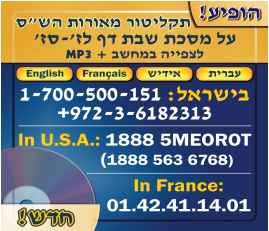 הופיע!
תקליטור מאורות הש"ס
על מסכת שבת דף לז'-סז'
לצפייה במחשב + MP3
English Français אידיש עברית
בישראל: 1-700-500-151
+972-3-6182313
In U.S.A.: 1888 5MEOROT
(1888 563 6768)
In France:
01.42.41.14.01
חדש!